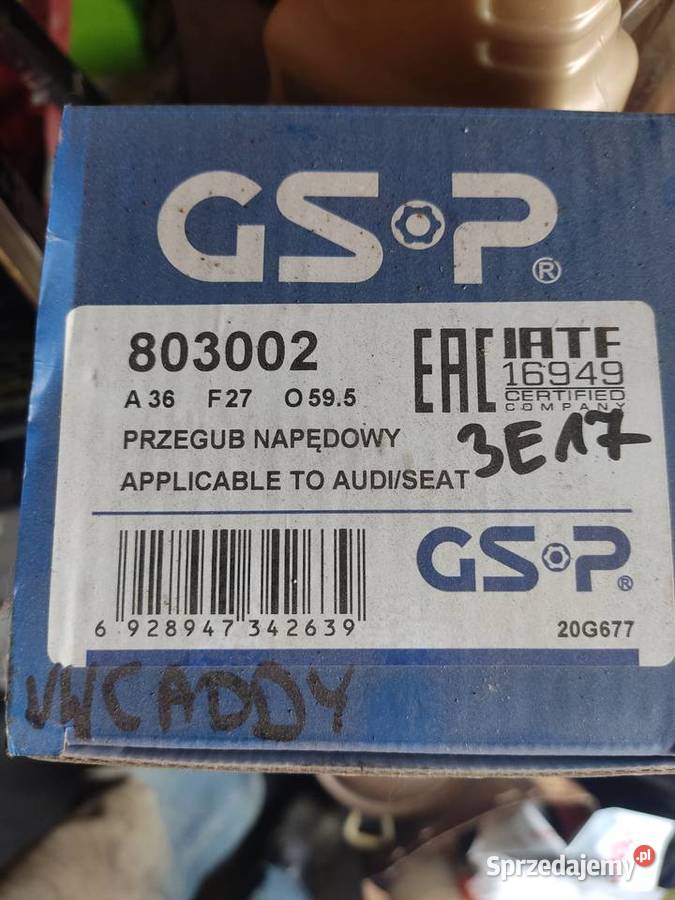 GSP®
803002
EAC IATF
16949
CERTIFIED
COMPANY
A 36 F 27 O 59.5
PRZEGUB NAPĘDOWY
3E17
APPLICABLE TO AUDI/SEAT
GSP®
6 928947 342639
20G677
VW CADDY
Sprzedajemy.pl